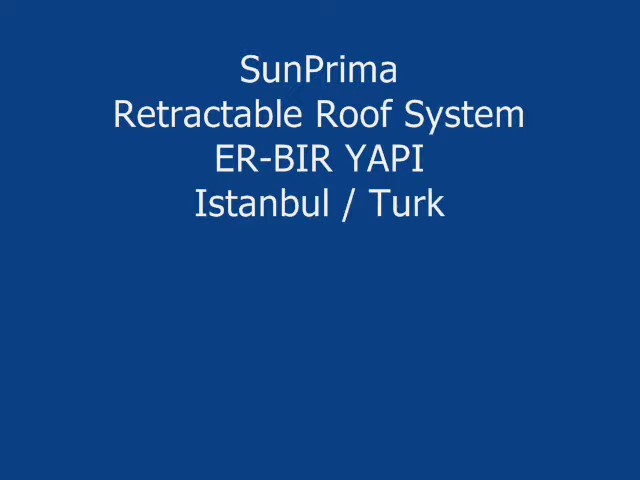 SunPrima
Retractable Roof System
ER-BIR YAPI
Istanbul / Turk